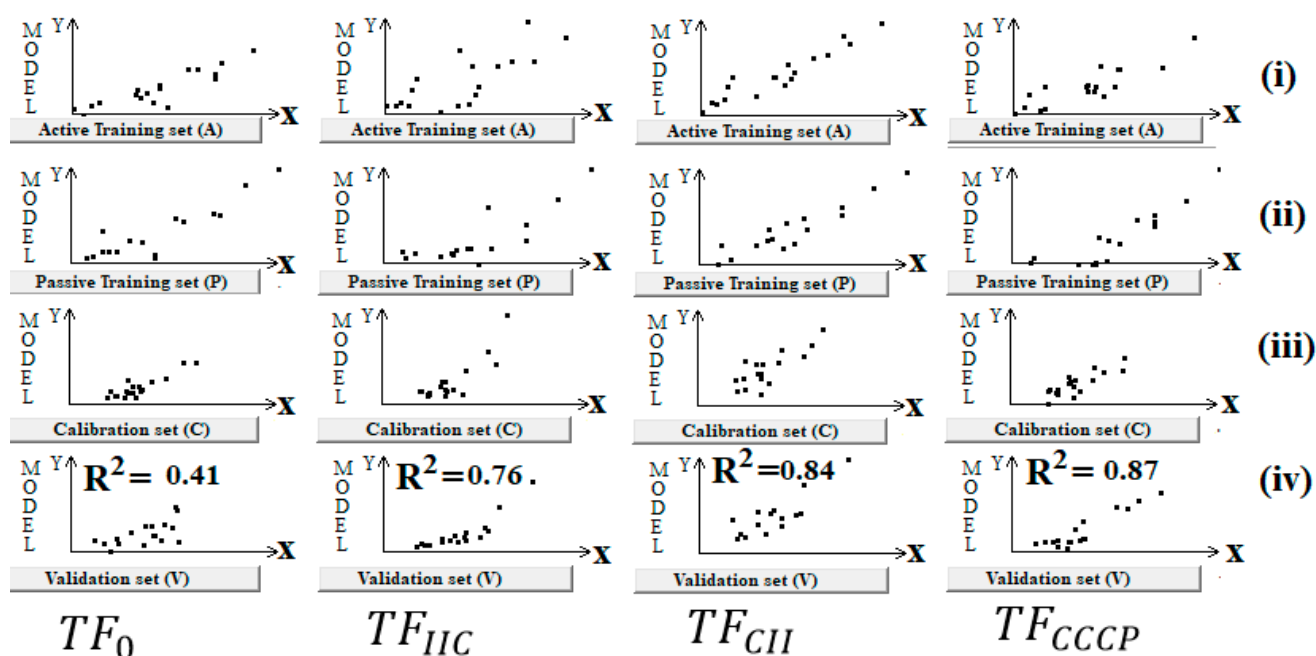 MODEL Y X MODEL Y X MODEL Y X MODEL Y X (i)
Active Training set (A) Active Training set (A) Active Training set (A) Active Training set (A)
MODEL Y X MODEL Y X MODEL Y X MODEL Y X (ii)
Passive Training set (P) Passive Training set (P) Passive Training set (P) Passive Training set (P)
MODEL Y X MODEL Y X MODEL Y X MODEL Y X (iii)
Calibration set (C) Calibration set (C) Calibration set (C) Calibration set (C)
MODEL Y R² = 0.41 X MODEL Y R² = 0.76 X MODEL Y R² = 0.84 X MODEL Y R² = 0.87 X (iv)
Validation set (V) Validation set (V) Validation set (V) Validation set (V)
TF₀ TF_IIC TF_CII TF_CCCP